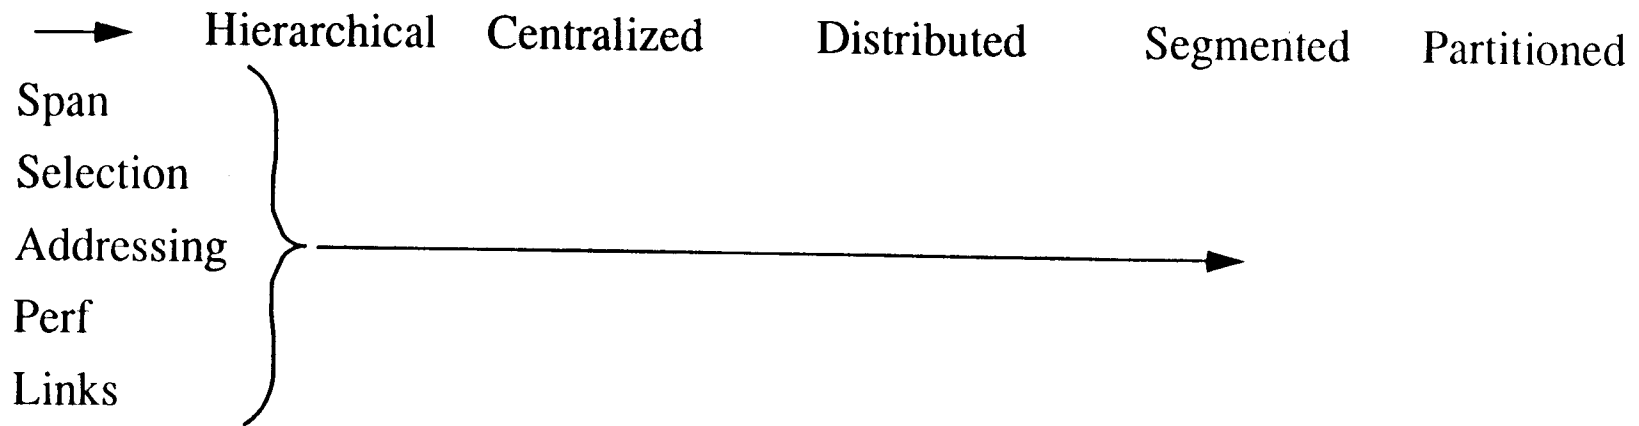 Hierarchical Centralized Distributed Segmented Partitioned
Span
Selection
Addressing
Perf
Links